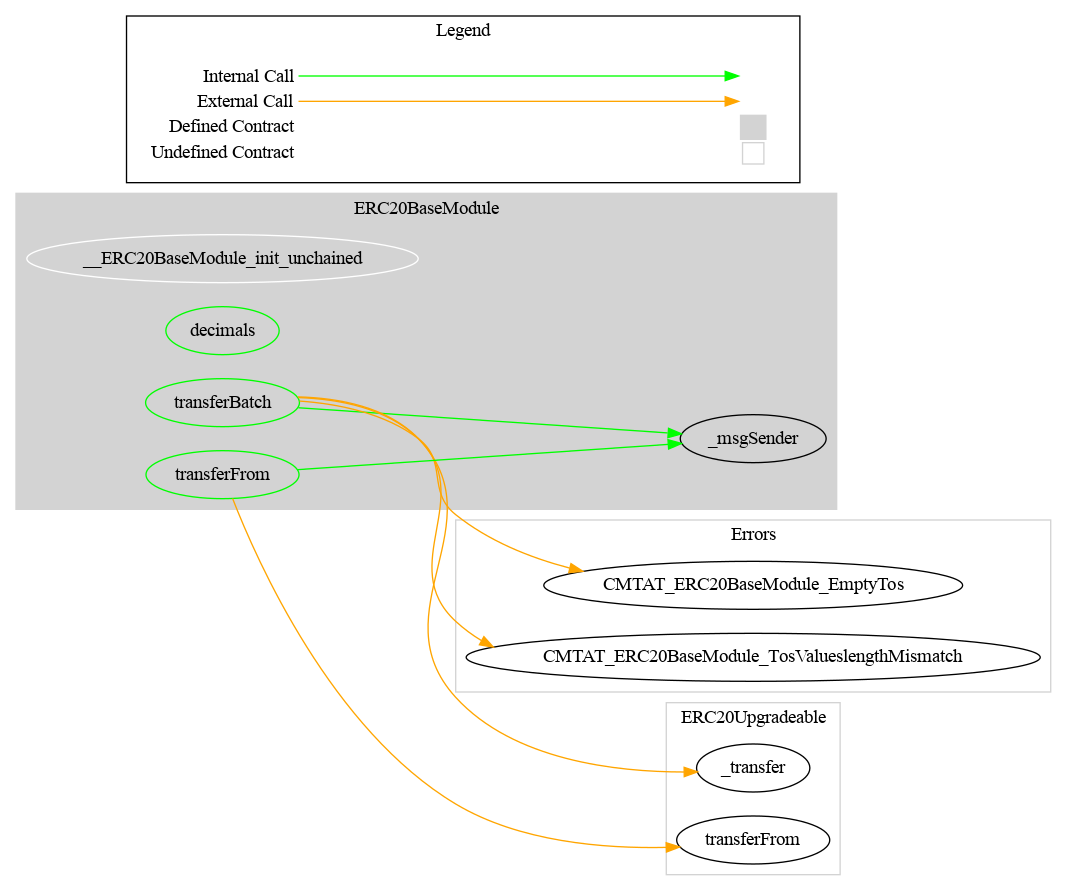 Legend
Internal Call
External Call
Defined Contract
Undefined Contract
ERC20BaseModule
__ERC20BaseModule_init_unchained
decimals
transferBatch
_msgSender
transferFrom
Errors
CMTAT_ERC20BaseModule_EmptyTos
CMTAT_ERC20BaseModule_TosValueslengthMismatch
ERC20Upgradeable
_transfer
transferFrom